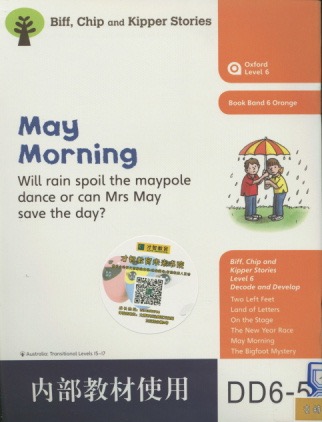 Biff, Chip and Kipper Stories
Oxford
Level 6
Book Band 6 Orange
May
Morning
Will rain spoil the maypole
dance or can Mrs May
save the day?
Biff, Chip and
Kipper Stories
Level 6
Decode and Develop
Two Left Feet
Land of Letters
On the Stage
The New Year Race
May Morning
The Bigfoot Mystery
Australia: Transitional Levels 15-17
内部教材使用
DD6-5